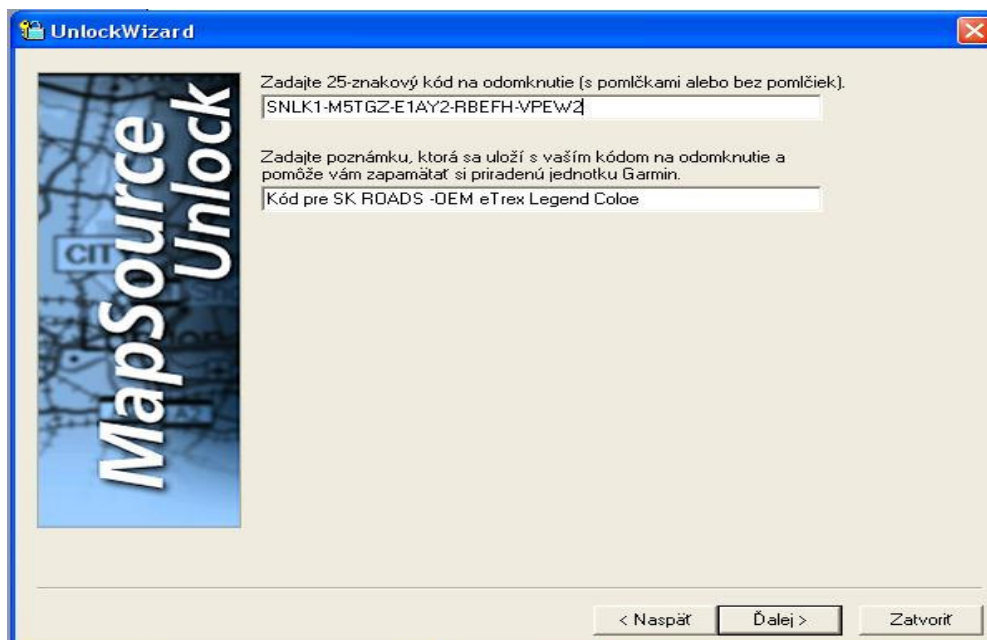 UnlockWizard
MapSource
Unlock
CIT
A2
Zadajte 25-znakový kód na odomknutie (s pomlčkami alebo bez pomlčiek).
SNLK1-M5TGZ-E1AY2-RBEFH-VPEW2
Zadajte poznámku, ktorá sa uloží s vaším kódom na odomknutie a
pomôže vám zapamätať si priradenú jednotku Garmin.
Kód pre SK ROADS -OEM eTrex Legend Coloe
< Naspäť
Ďalej >
Zatvoriť